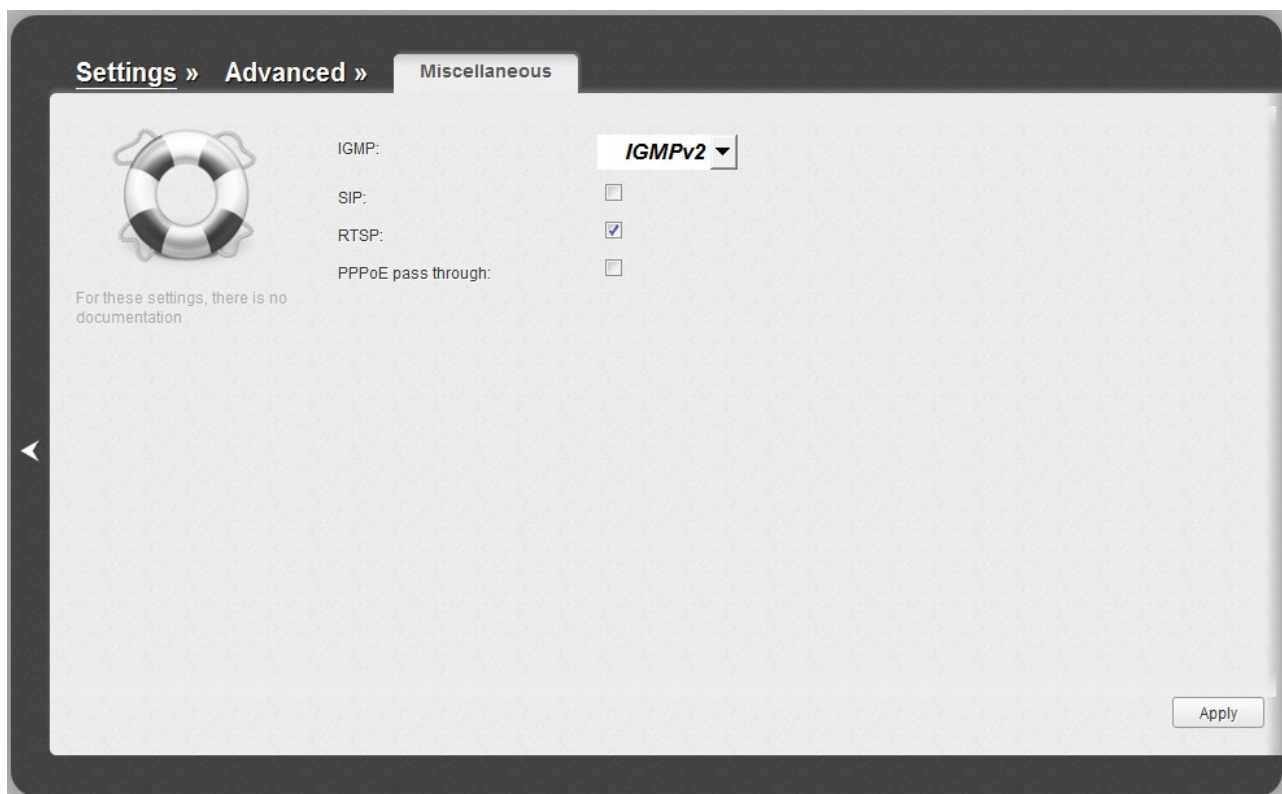 Settings » Advanced » Miscellaneous
IGMP: IGMPv2
SIP:
RTSP:
PPPoE pass through:
For these settings, there is no
documentation
Apply